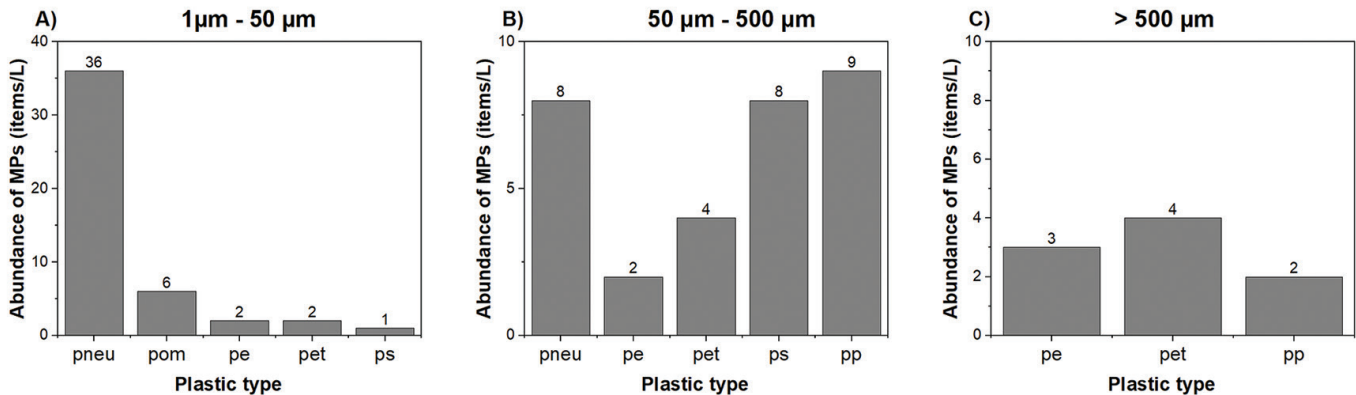 A) 1µm - 50 µm
Abundance of MPs (items/L)
40
30
20
10
0
36
6
2
2
1
pneu pom pe pet ps
Plastic type
B) 50 µm - 500 µm
Abundance of MPs (items/L)
10
5
0
8
2
4
8
9
pneu pe pet ps pp
Plastic type
C) > 500 µm
Abundance of MPs (items/L)
10
8
6
4
2
0
3
4
2
pe pet pp
Plastic type